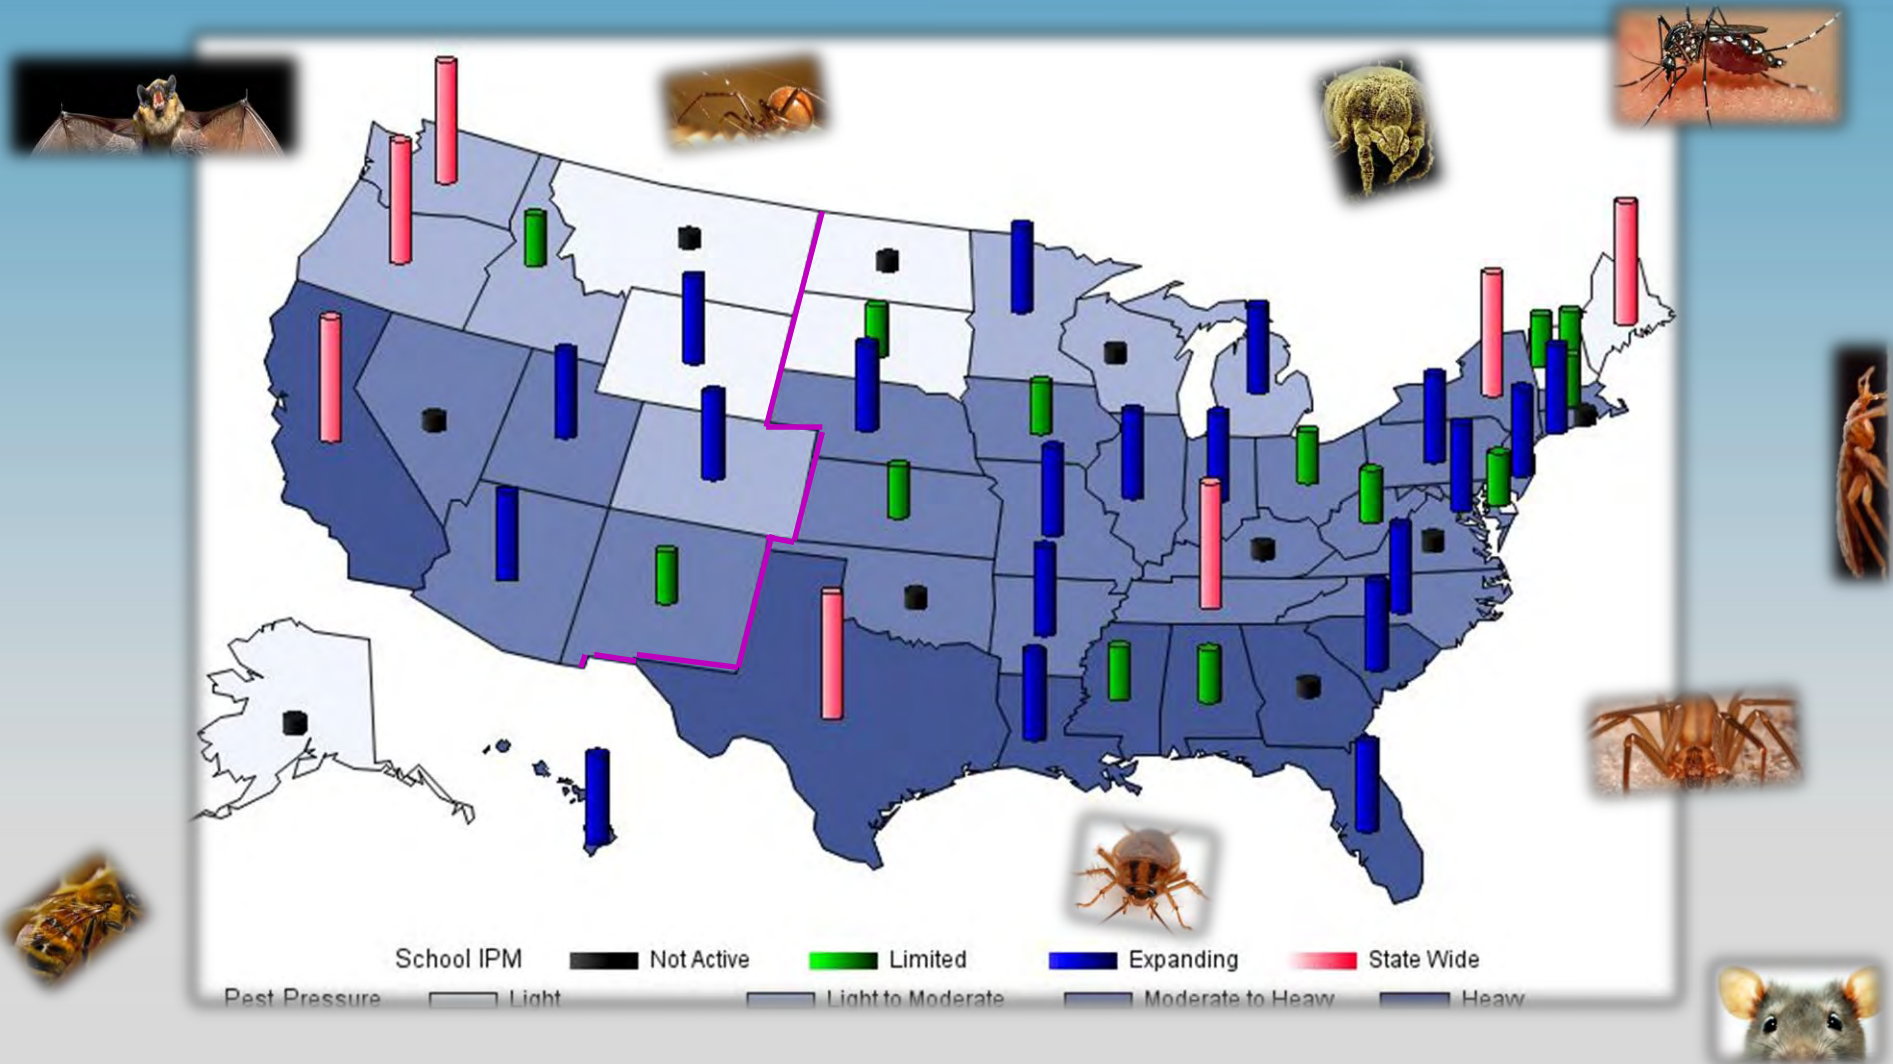 School IPM Not Active Limited Expanding State Wide
Pest Pressure Light Light to Moderate Moderate to Heavy Heavy